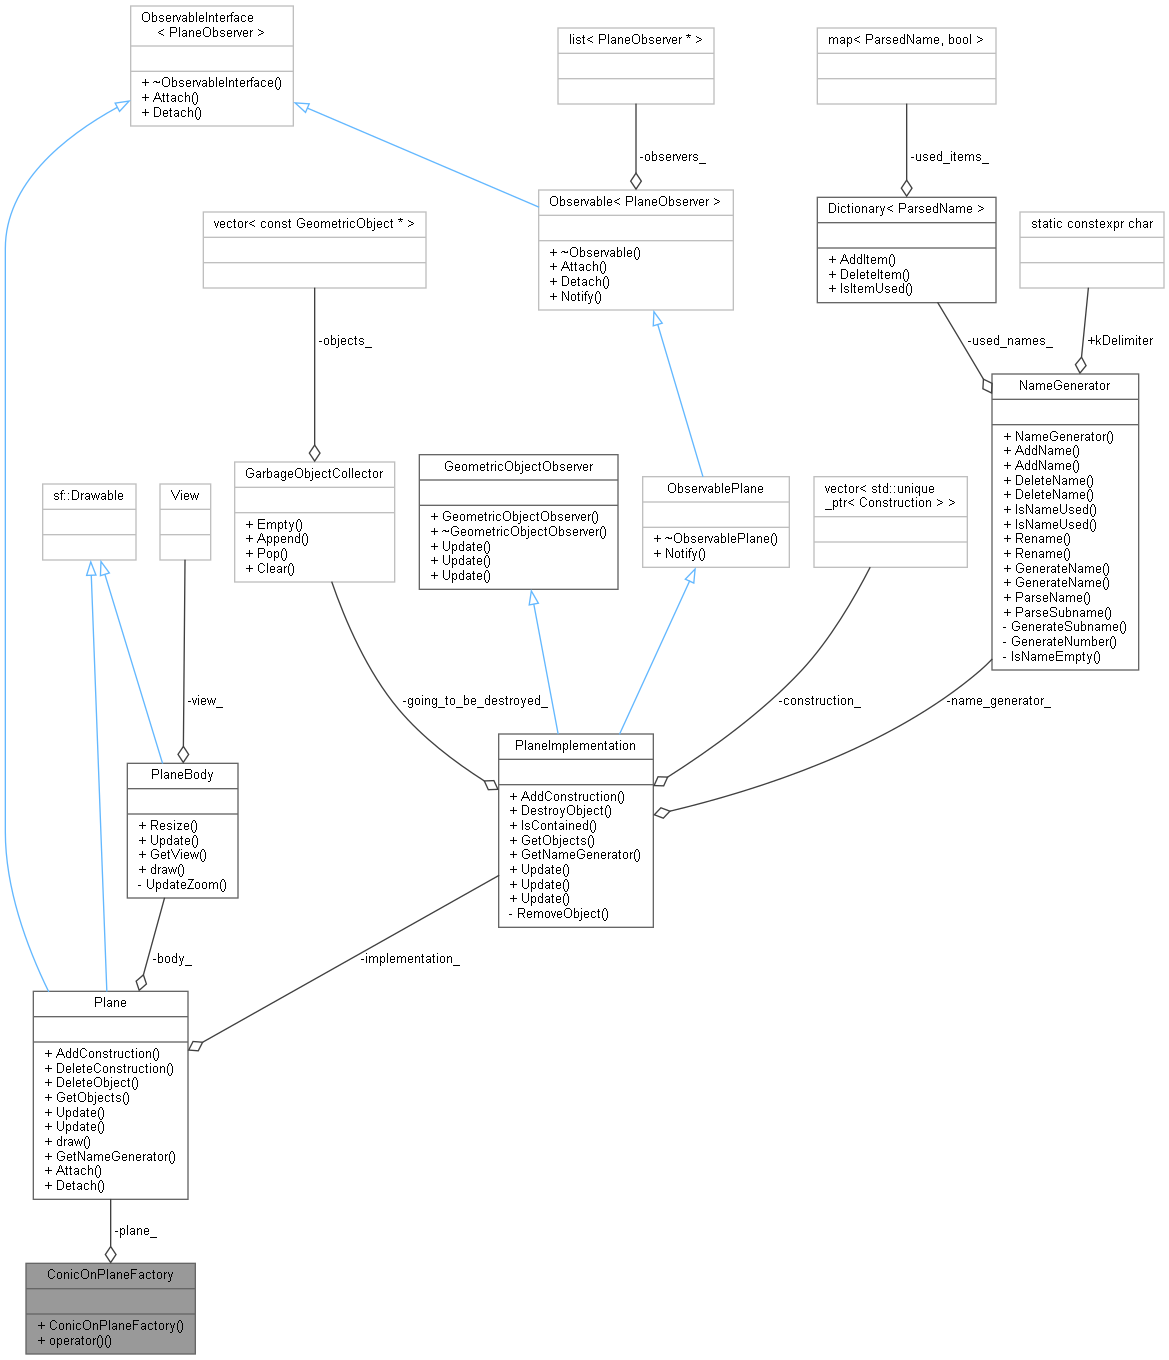 ObservableInterface
< PlaneObserver >
+ ~ObservableInterface()
+ Attach()
+ Detach()
list< PlaneObserver * >
map< ParsedName, bool >
-observers_
-used_items_
vector< const GeometricObject * >
Observable< PlaneObserver >
+ ~Observable()
+ Attach()
+ Detach()
+ Notify()
Dictionary< ParsedName >
+ AddItem()
+ DeleteItem()
+ IsItemUsed()
static constexpr char
-objects_
-used_names_
+kDelimiter
NameGenerator
+ NameGenerator()
+ AddName()
+ AddName()
+ DeleteName()
+ DeleteName()
+ IsNameUsed()
+ IsNameUsed()
+ Rename()
+ Rename()
+ GenerateName()
+ GenerateName()
+ ParseName()
+ ParseSubname()
- GenerateSubname()
- GenerateNumber()
- IsNameEmpty()
sf::Drawable
View
GarbageObjectCollector
+ Empty()
+ Append()
+ Pop()
+ Clear()
GeometricObjectObserver
+ GeometricObjectObserver()
+ ~GeometricObjectObserver()
+ Update()
+ Update()
+ Update()
ObservablePlane
+ ~ObservablePlane()
+ Notify()
vector< std::unique
_ptr< Construction > >
-view_
-going_to_be_destroyed_
-construction_
-name_generator_
PlaneBody
+ Resize()
+ Update()
+ GetView()
+ draw()
- UpdateZoom()
PlaneImplementation
+ AddConstruction()
+ DestroyObject()
+ IsContained()
+ GetObjects()
+ GetNameGenerator()
+ Update()
+ Update()
+ Update()
- RemoveObject()
-body_
-implementation_
Plane
+ AddConstruction()
+ DeleteConstruction()
+ DeleteObject()
+ GetObjects()
+ Update()
+ Update()
+ draw()
+ GetNameGenerator()
+ Attach()
+ Detach()
-plane_
ConicOnPlaneFactory
+ ConicOnPlaneFactory()
+ operator()()